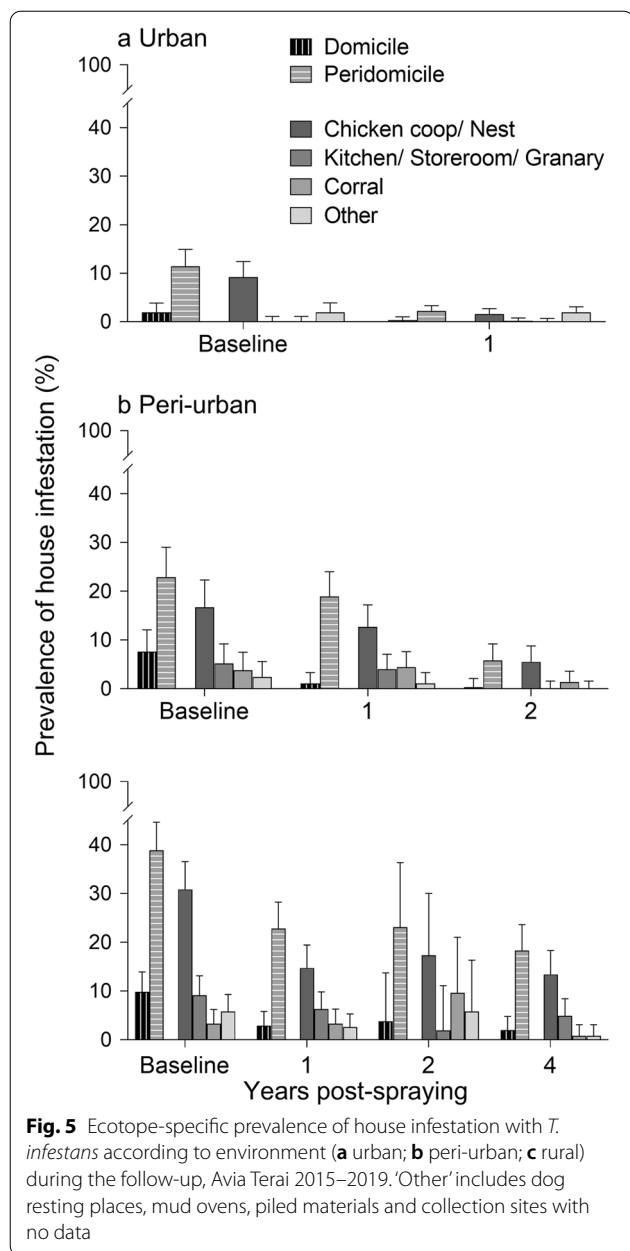 a Urban
Domicile
Peridomicile
Chicken coop/ Nest
Kitchen/ Storeroom/ Granary
Corral
Other
100
40
30
20
10
0
Baseline
1
Prevalence of house infestation (%)
b Peri-urban
100
40
30
20
10
0
Baseline
1
2
100
40
30
20
10
0
Baseline
1
2
4
Years post-spraying
Fig. 5 Ecotope-specific prevalence of house infestation with T.
infestans according to environment (a urban; b peri-urban; c rural)
during the follow-up, Avia Terai 2015–2019. ‘Other’ includes dog
resting places, mud ovens, piled materials and collection sites with
no data